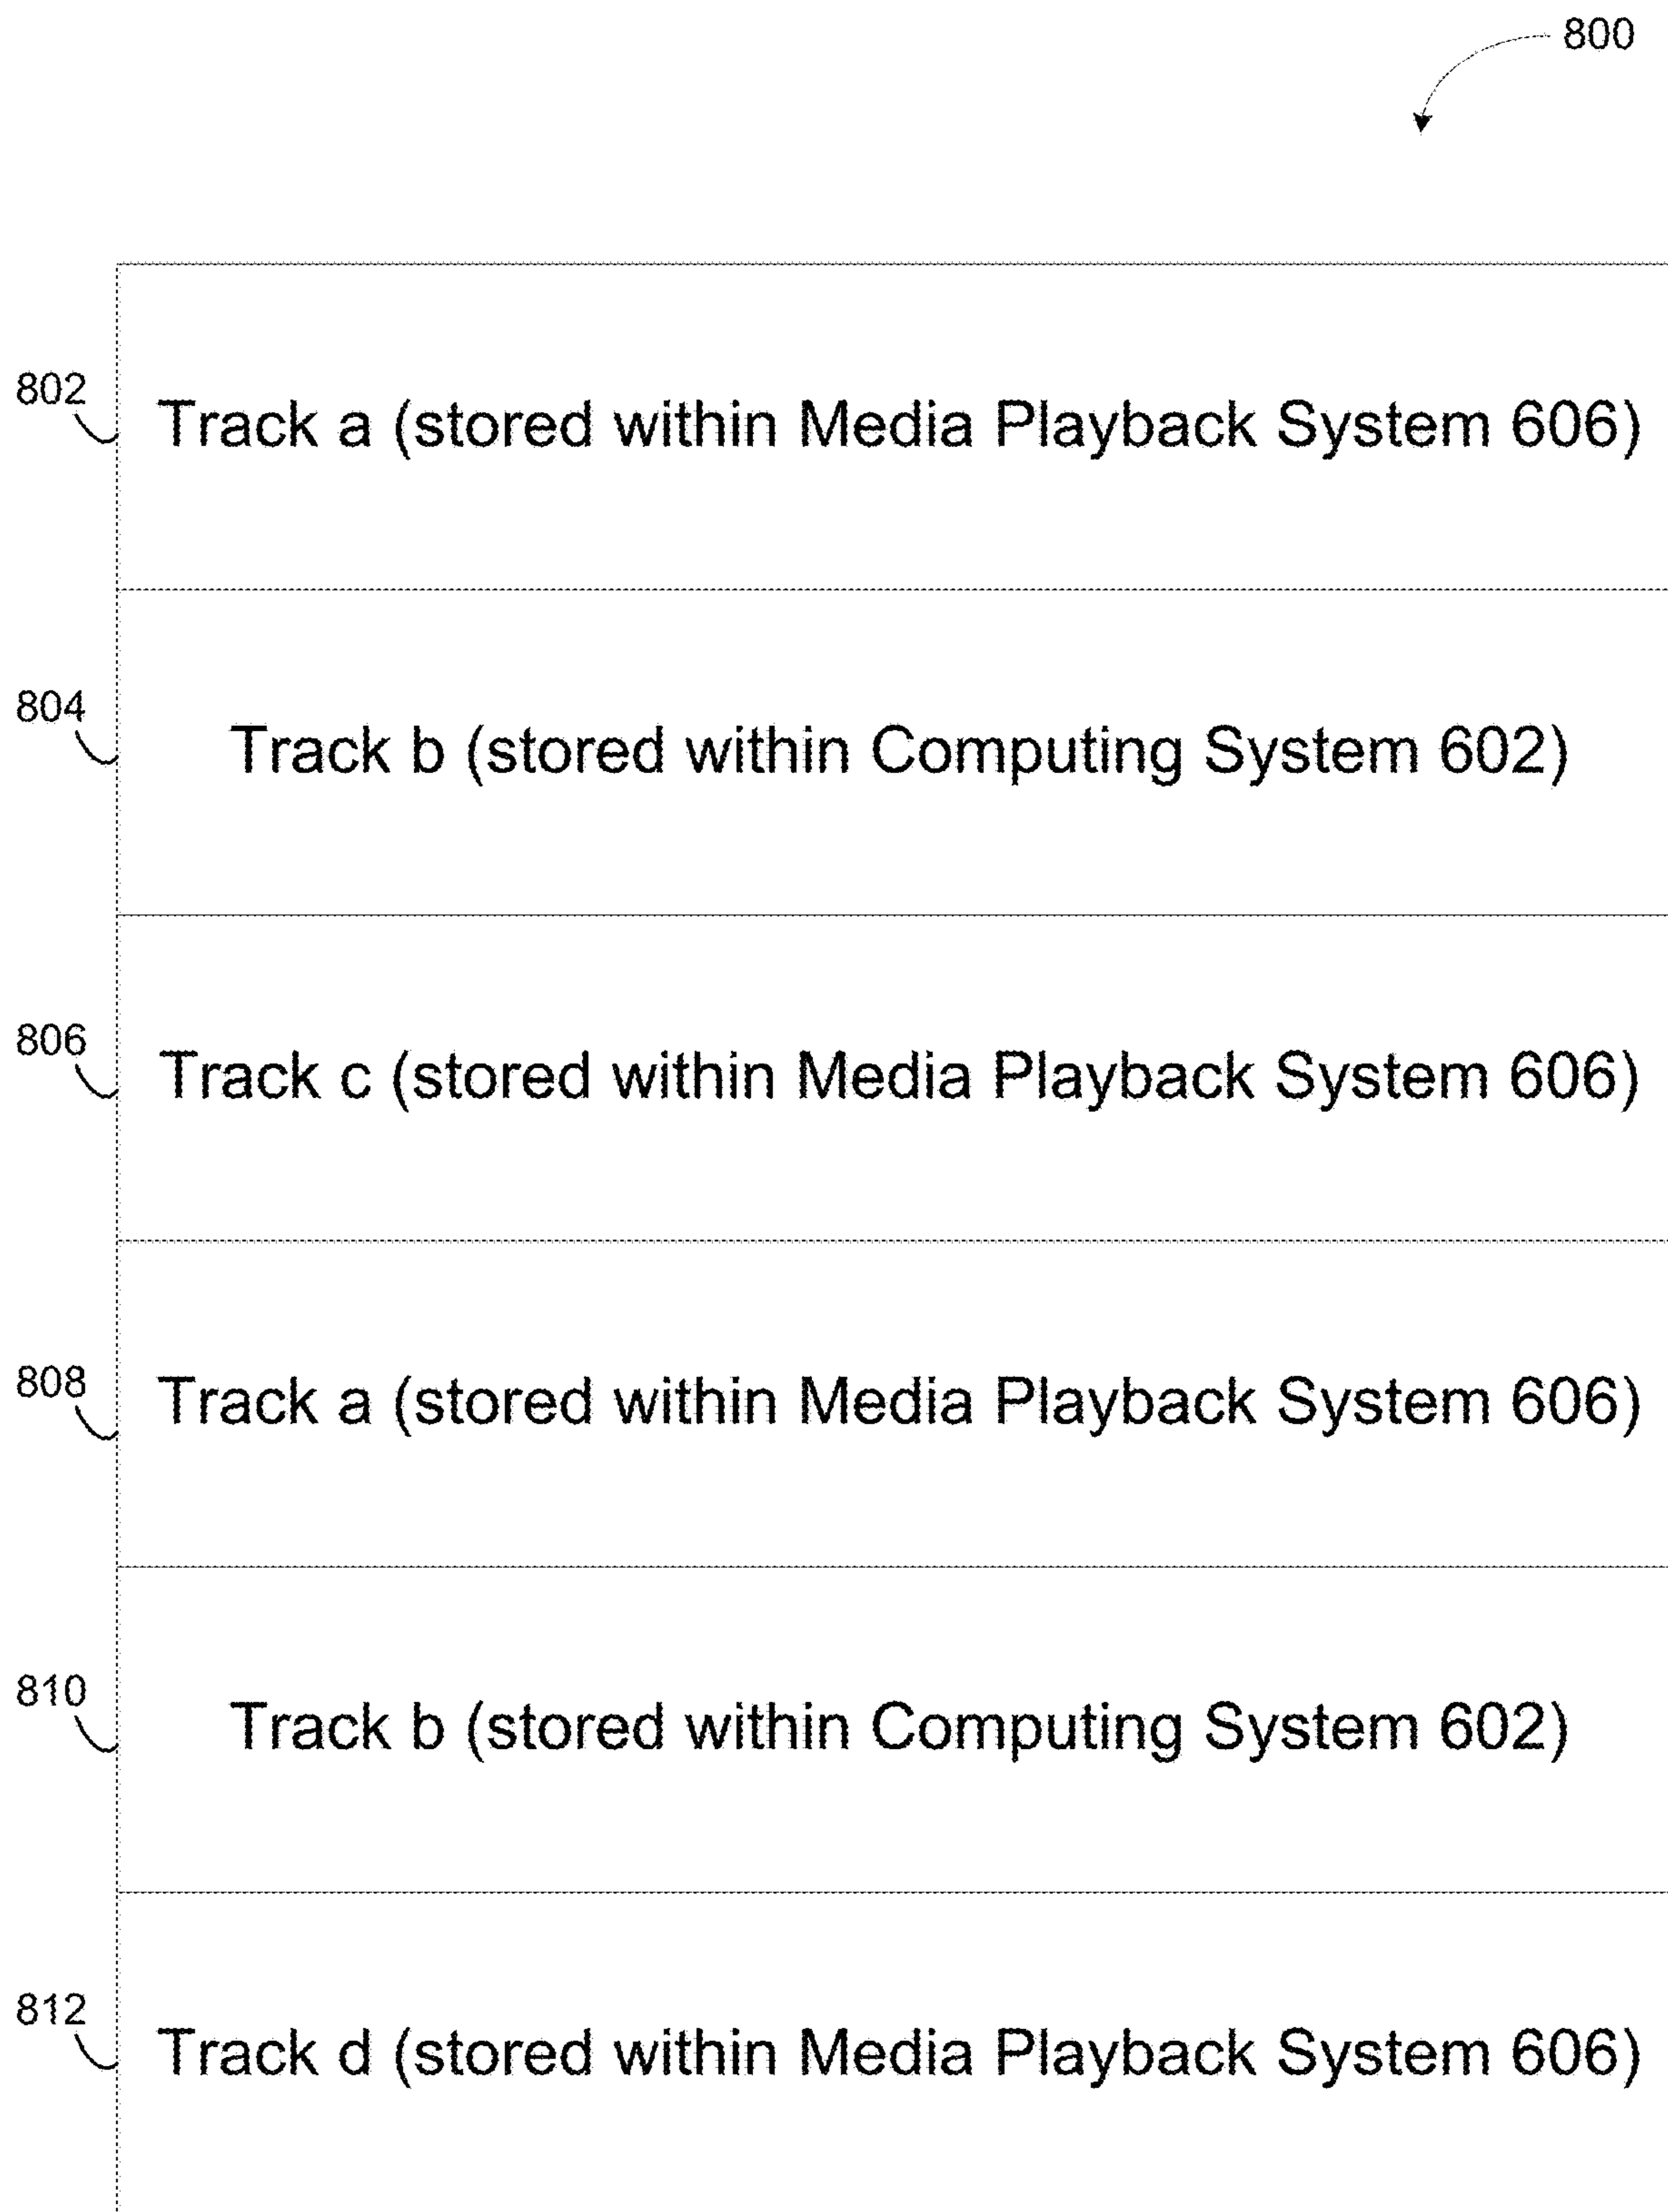 800
802
Track a (stored within Media Playback System 606)
804
Track b (stored within Computing System 602)
806
Track c (stored within Media Playback System 606)
808
Track a (stored within Media Playback System 606)
810
Track b (stored within Computing System 602)
812
Track d (stored within Media Playback System 606)